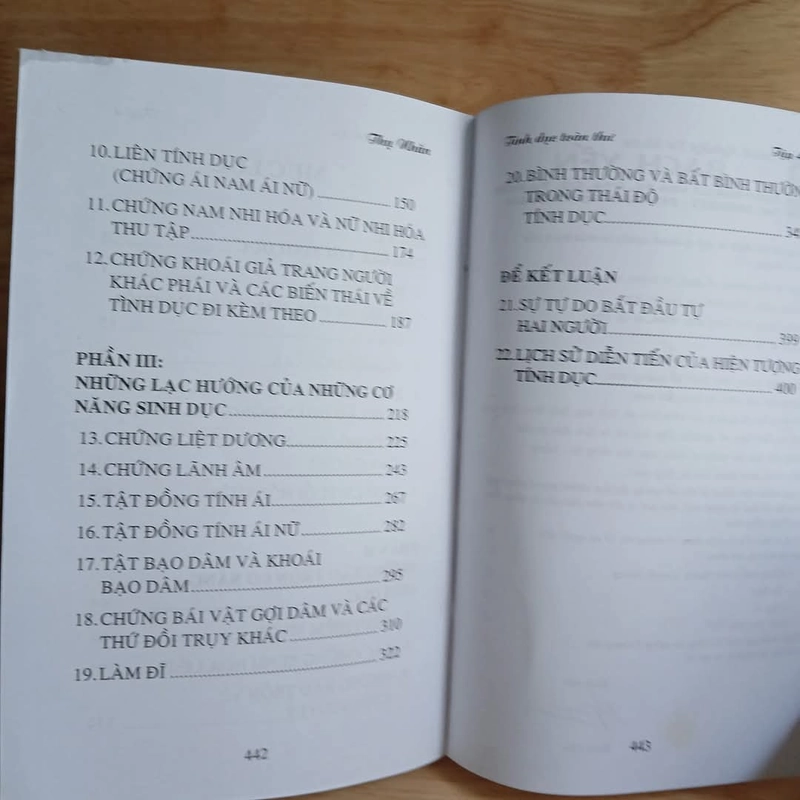 Thụ Nhân
10. LIÊN TÍNH DỤC
(CHỨNG ÁI NAM ÁI NỮ) 150
11. CHỨNG NAM NHI HÓA VÀ NỮ NHI HÓA
THU TẬP 174
12. CHỨNG KHOÁI GIẢ TRANG NGƯỜI
KHÁC PHÁI VÀ CÁC BIẾN THÁI VỀ
TÌNH DỤC ĐI KÈM THEO 187
PHẦN III:
NHỮNG LẠC HƯỚNG CỦA NHỮNG CƠ
NĂNG SINH DỤC 218
13. CHỨNG LIỆT DƯƠNG 225
14. CHỨNG LÃNH ÂM 243
15. TẬT ĐỒNG TÍNH ÁI 267
16. TẬT ĐỒNG TÍNH ÁI NỮ 282
17. TẬT BẠO DÂM VÀ KHOÁI
BẠO DÂM 295
18. CHỨNG BÁI VẬT GỢI DÂM VÀ CÁC
THỨ ĐỒI TRỤY KHÁC 310
19. LÀM ĐĨ 322
442
Tính dục toàn thư
Tập
20. BÌNH THƯỜNG VÀ BẤT BÌNH THƯỜN
TRONG THÁI ĐỘ
TÍNH DỤC 34
ĐỂ KẾT LUẬN
21. SỰ TỰ DO BẮT ĐẦU TỪ
HAI NGƯỜI 399
22. LỊCH SỬ DIỄN TIẾN CỦA HIỆN TƯỢNG
TÍNH DỤC 400
443